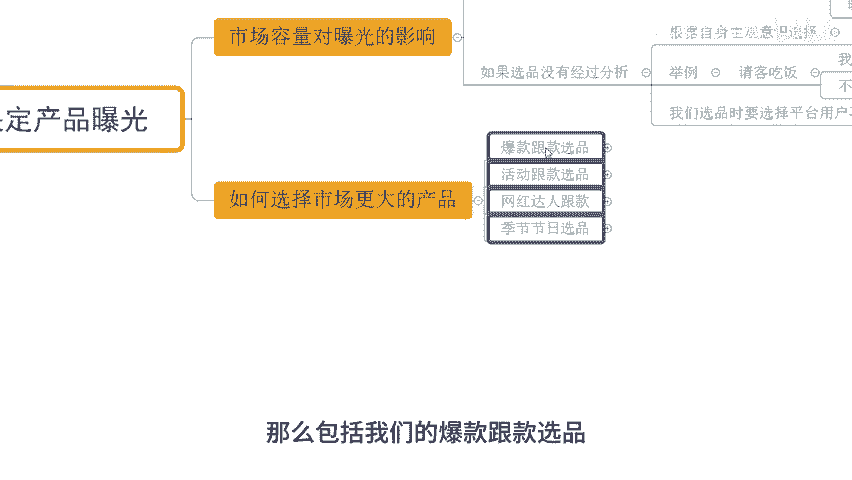 市场容量对曝光的影响
根据自身主观意识选择
如果选品没有经过分析
举例
请客吃饭
我
不
我们选品时要选择平台用户
定产品曝光
爆款跟款选品
活动跟款选品
如何选择市场更大的产品
网红达人跟款
季节节日选品
那么包括我们的爆款跟款选品